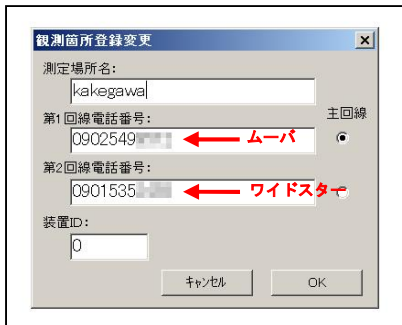 観測箇所登録変更
測定場所名:
kakegawa
第1回線電話番号:
主回線
0902549
ムーバ
第2回線電話番号:
0901535
ワイドスター
装置ID:
0
キャンセル
OK